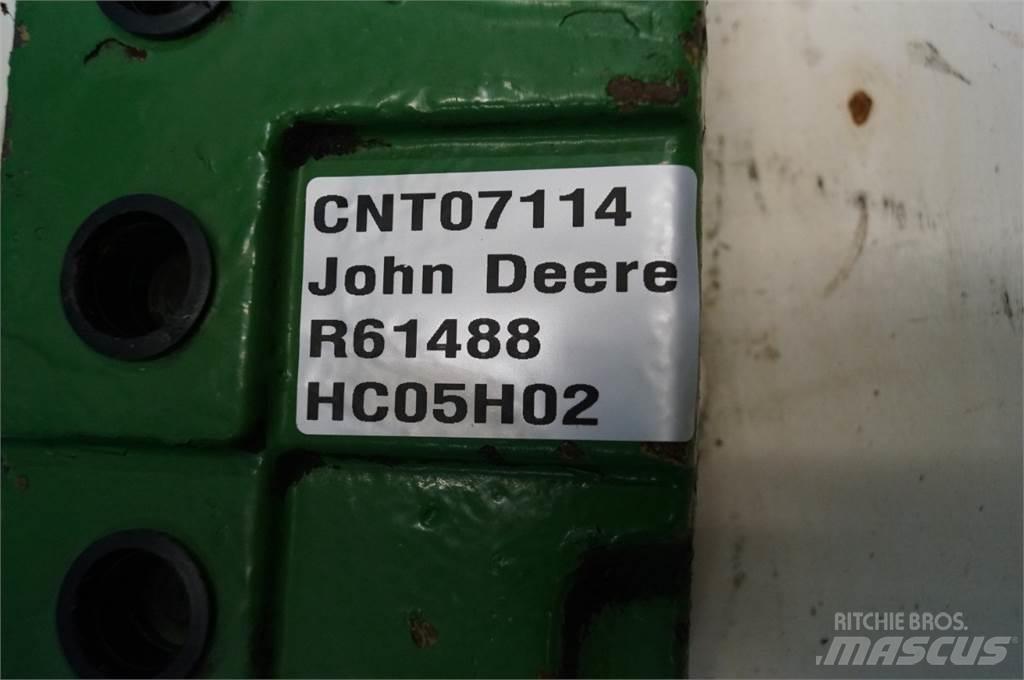 CNT07114
John Deere
R61488
HC05H02
RITCHIE BROS.
MASCUS